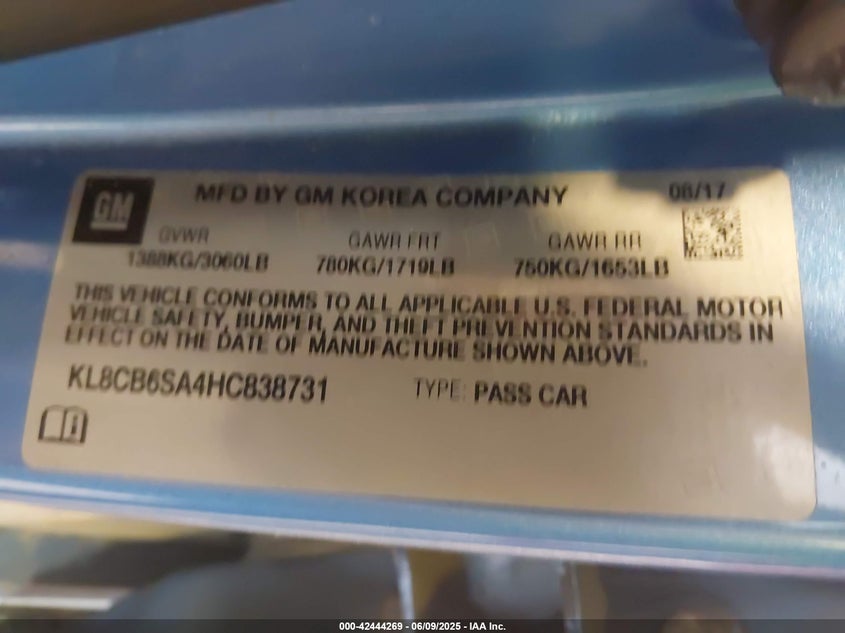 GM
MFD BY GM KOREA COMPANY 08/17
GVWR GAWR FRT GAWR RR
1388KG/3060LB 780KG/1719LB 750KG/1653LB
THIS VEHICLE CONFORMS TO ALL APPLICABLE U.S. FEDERAL MOTOR
VEHICLE SAFETY, BUMPER, AND THEFT PREVENTION STANDARDS IN
EFFECT ON THE DATE OF MANUFACTURE SHOWN ABOVE.
KL8CB6SA4HC838731 TYPE: PASS CAR
000-42444269 - 06/09/2025 - IAA Inc.